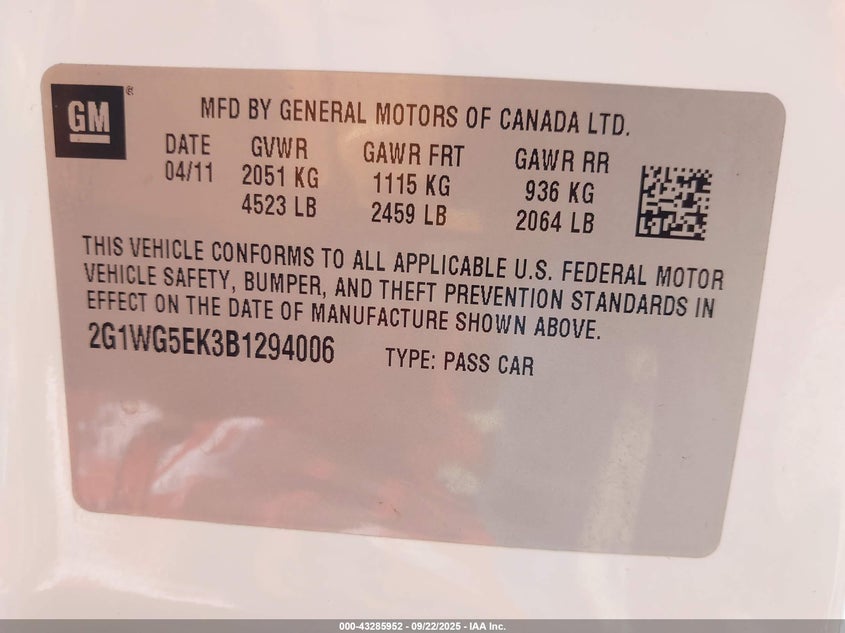 GM ®
MFD BY GENERAL MOTORS OF CANADA LTD.
DATE GVWR GAWR FRT GAWR RR
04/11 2051 KG 1115 KG 936 KG
4523 LB 2459 LB 2064 LB
THIS VEHICLE CONFORMS TO ALL APPLICABLE U.S. FEDERAL MOTOR
VEHICLE SAFETY, BUMPER, AND THEFT PREVENTION STANDARDS IN
EFFECT ON THE DATE OF MANUFACTURE SHOWN ABOVE.
2G1WG5EK3B1294006 TYPE: PASS CAR
000-43285952 - 09/22/2025 - IAA Inc.